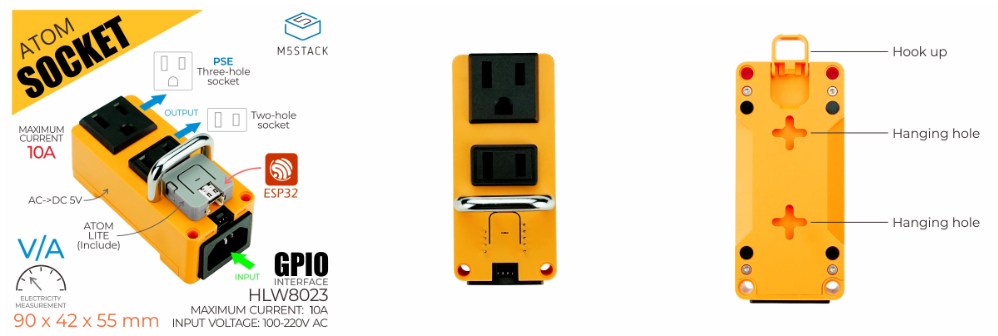 ATOM
SOCKET
M5STACK
PSE
Three-hole
socket
OUTPUT
Two-hole
socket
MAXIMUM
CURRENT
10A
ESP32
AC->DC 5V
ATOM
LITE
(Include)
V/A
ELECTRICITY
MEASUREMENT
INPUT
GPIO
INTERFACE
HLW8023
MAXIMUM CURRENT: 10A
INPUT VOLTAGE: 100-220V AC
90 x 42 x 55 mm
Hook up
Hanging hole
Hanging hole